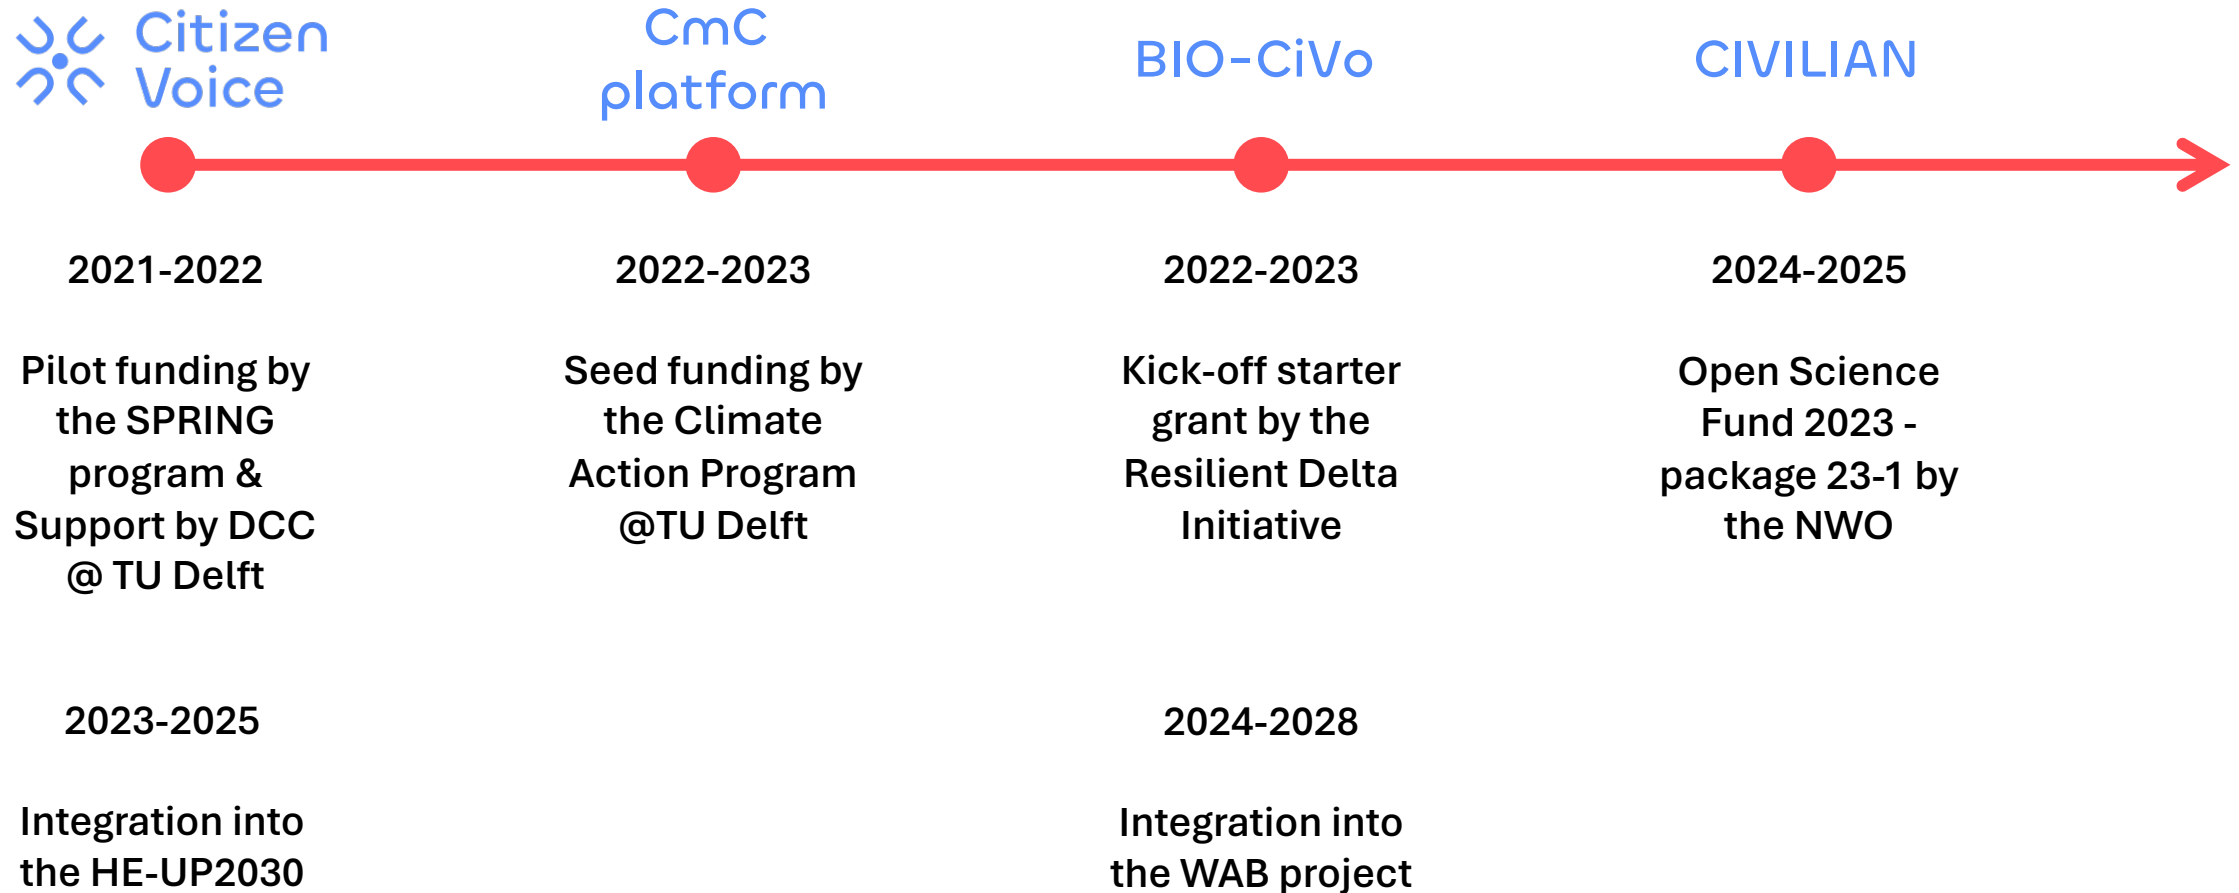 Citizen
Voice
CmC
platform
BIO-CiVo
CIVILIAN
2021-2022
Pilot funding by
the SPRING
program &
Support by DCC
@ TU Delft
2022-2023
Seed funding by
the Climate
Action Program
@TU Delft
2022-2023
Kick-off starter
grant by the
Resilient Delta
Initiative
2024-2025
Open Science
Fund 2023 -
package 23-1 by
the NWO
2023-2025
Integration into
the HE-UP2030
2024-2028
Integration into
the WAB project